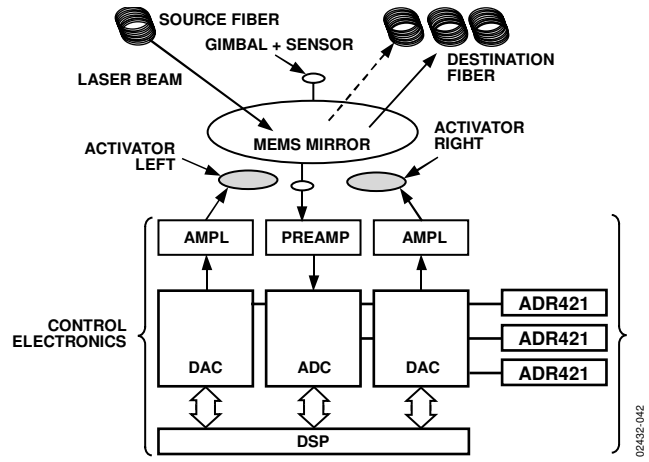 SOURCE FIBER
GIMBAL + SENSOR
DESTINATION
FIBER
LASER BEAM
MEMS MIRROR
ACTIVATOR
LEFT
ACTIVATOR
RIGHT
AMPL
PREAMP
AMPL
CONTROL
ELECTRONICS
DAC
ADC
DAC
ADR421
ADR421
ADR421
DSP
02432-042